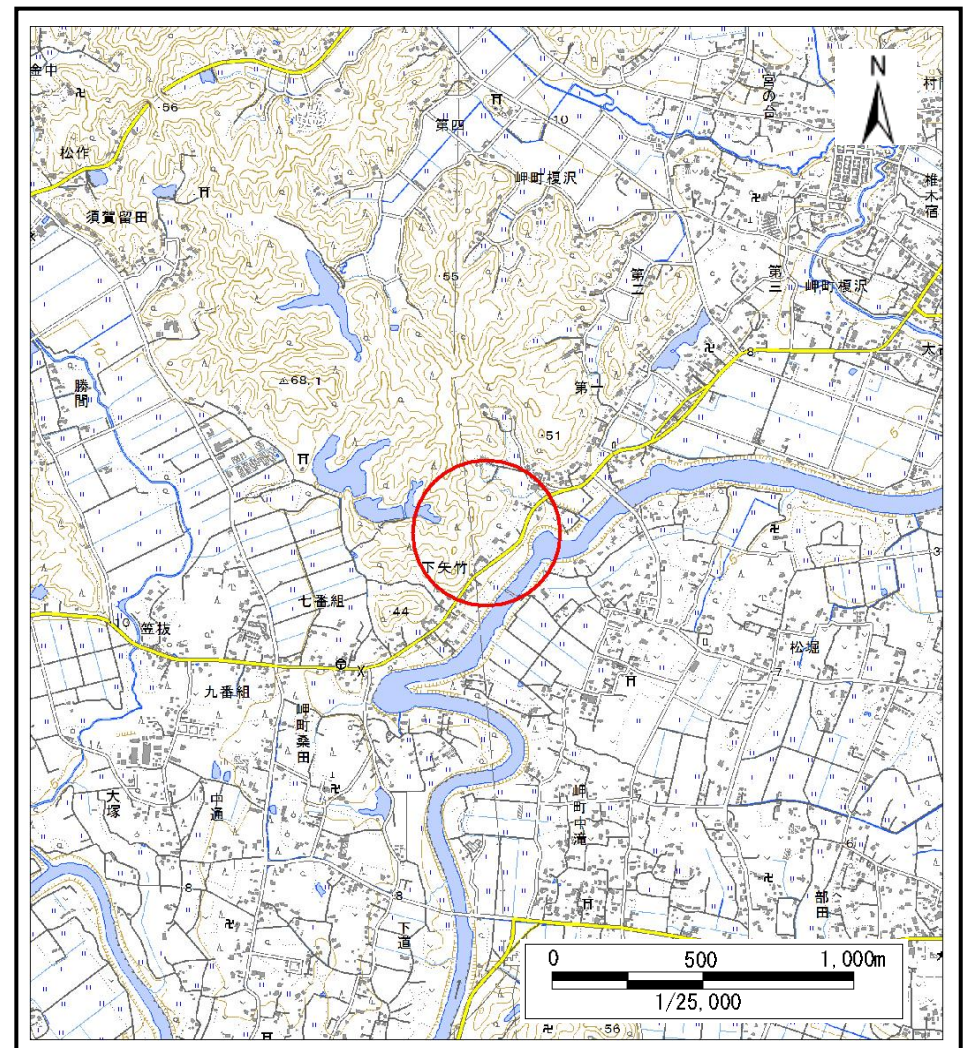 金中
56
松作
須賀留田
第四
10
宮の台
N
村
岬町榎沢
椎木宿
55
第二
第三
岬町榎沢
8
勝間
68.1
第一
51
下矢竹
七番組
44
3
10
笠抜
松堀
7
九番組
岬町桑田
大塚
中通
岬町中滝
6
8
8
部田
下道
0 500 1,000m
1/25,000
56